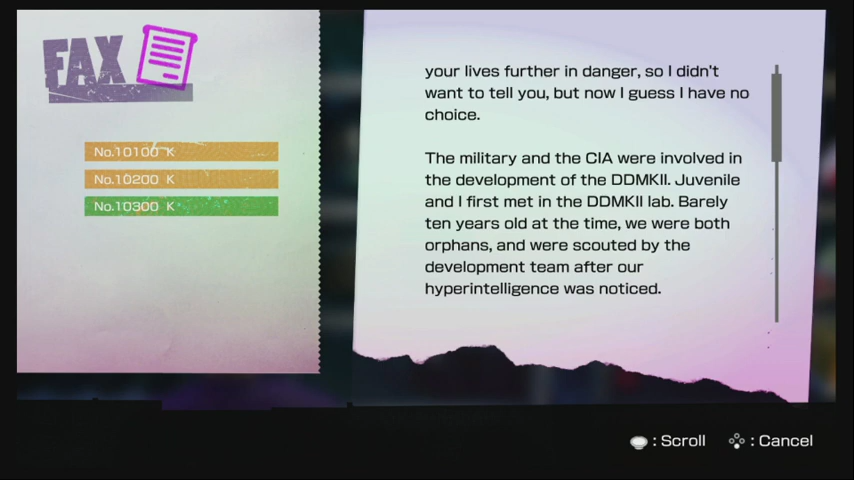 FAX
No.10100 K
No.10200 K
No.10300 K
your lives further in danger, so I didn't
want to tell you, but now I guess I have no
choice.
The military and the CIA were involved in
the development of the DDMKII. Juvenile
and I first met in the DDMKII lab. Barely
ten years old at the time, we were both
orphans, and were scouted by the
development team after our
hyperintelligence was noticed.
: Scroll
: Cancel